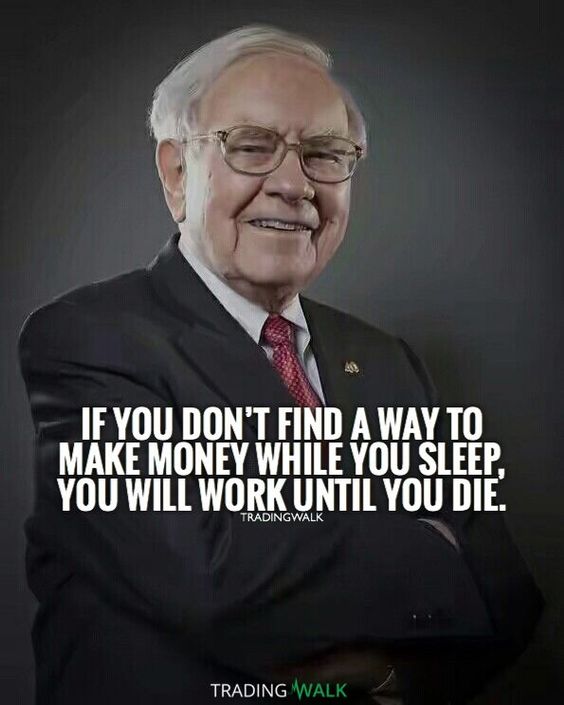 IF YOU DON'T FIND A WAY TO
MAKE MONEY WHILE YOU SLEEP,
YOU WILL WORK UNTIL YOU DIE.
TRADINGWALK
TRADING WALK